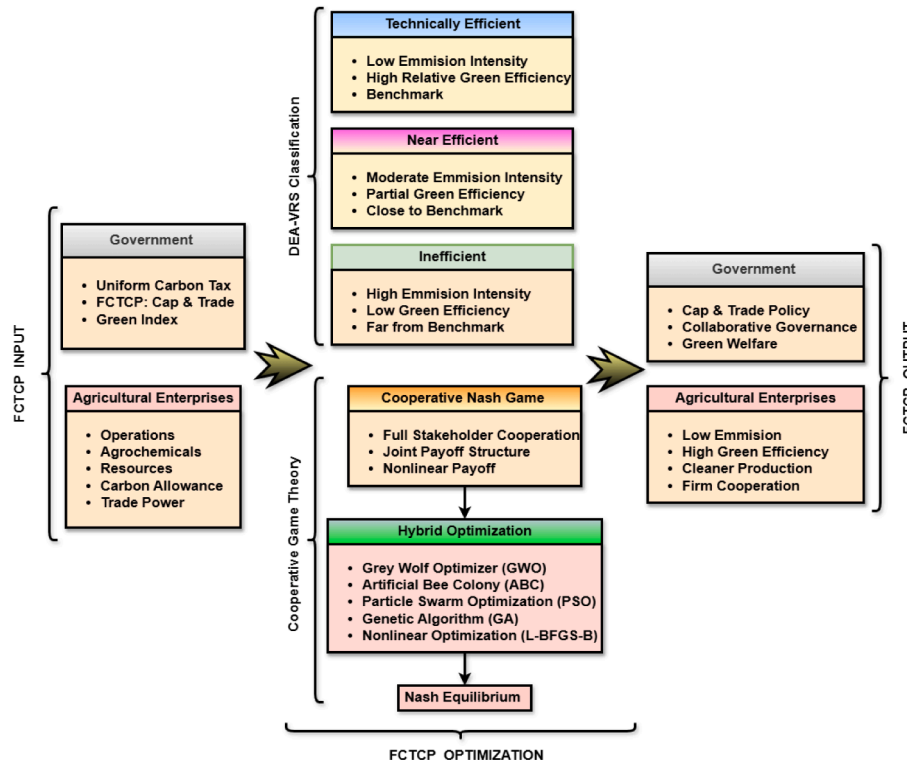 FCTCP INPUT
Government
• Uniform Carbon Tax
• FCTCP: Cap & Trade
• Green Index
Agricultural Enterprises
• Operations
• Agrochemicals
• Resources
• Carbon Allowance
• Trade Power
DEA-VRS Classification
Technically Efficient
• Low Emmision Intensity
• High Relative Green Efficiency
• Benchmark
Near Efficient
• Moderate Emmision Intensity
• Partial Green Efficiency
• Close to Benchmark
Inefficient
• High Emmision Intensity
• Low Green Efficiency
• Far from Benchmark
Cooperative Game Theory
Cooperative Nash Game
• Full Stakeholder Cooperation
• Joint Payoff Structure
• Nonlinear Payoff
Hybrid Optimization
• Grey Wolf Optimizer (GWO)
• Artificial Bee Colony (ABC)
• Particle Swarm Optimization (PSO)
• Genetic Algorithm (GA)
• Nonlinear Optimization (L-BFGS-B)
Nash Equilibrium
FCTCP OPTIMIZATION
Government
• Cap & Trade Policy
• Collaborative Governance
• Green Welfare
Agricultural Enterprises
• Low Emmision
• High Green Efficiency
• Cleaner Production
• Firm Cooperation
FCTCP OUTPUT